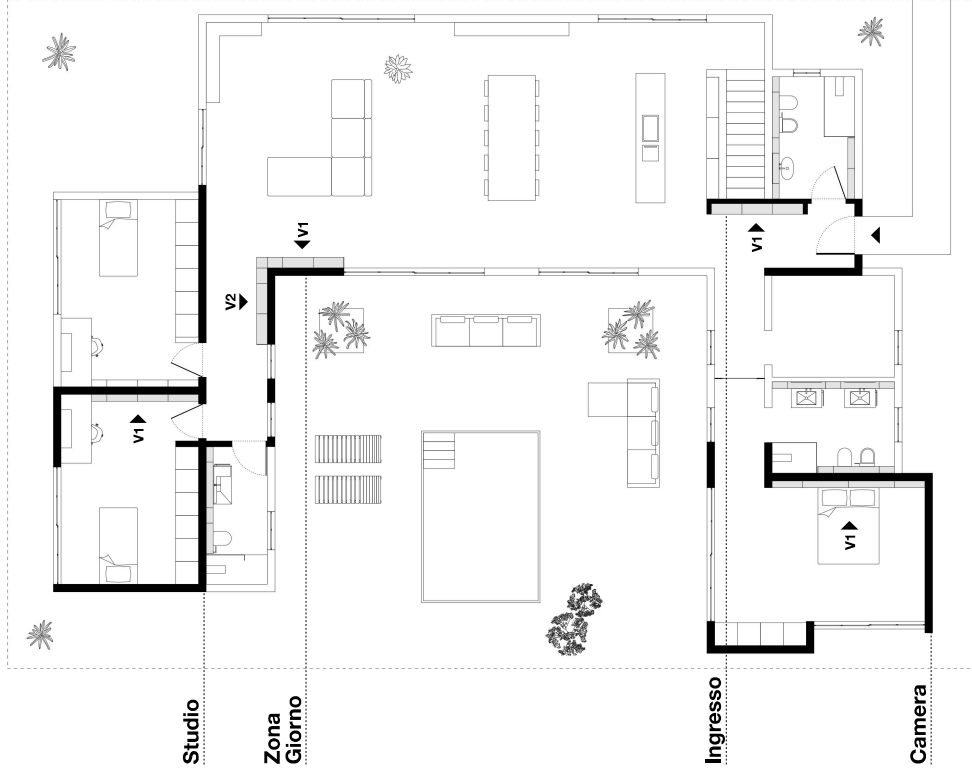 V1
V2
V1
V1
V1
Studio
Zona
Giorno
Ingresso
Camera